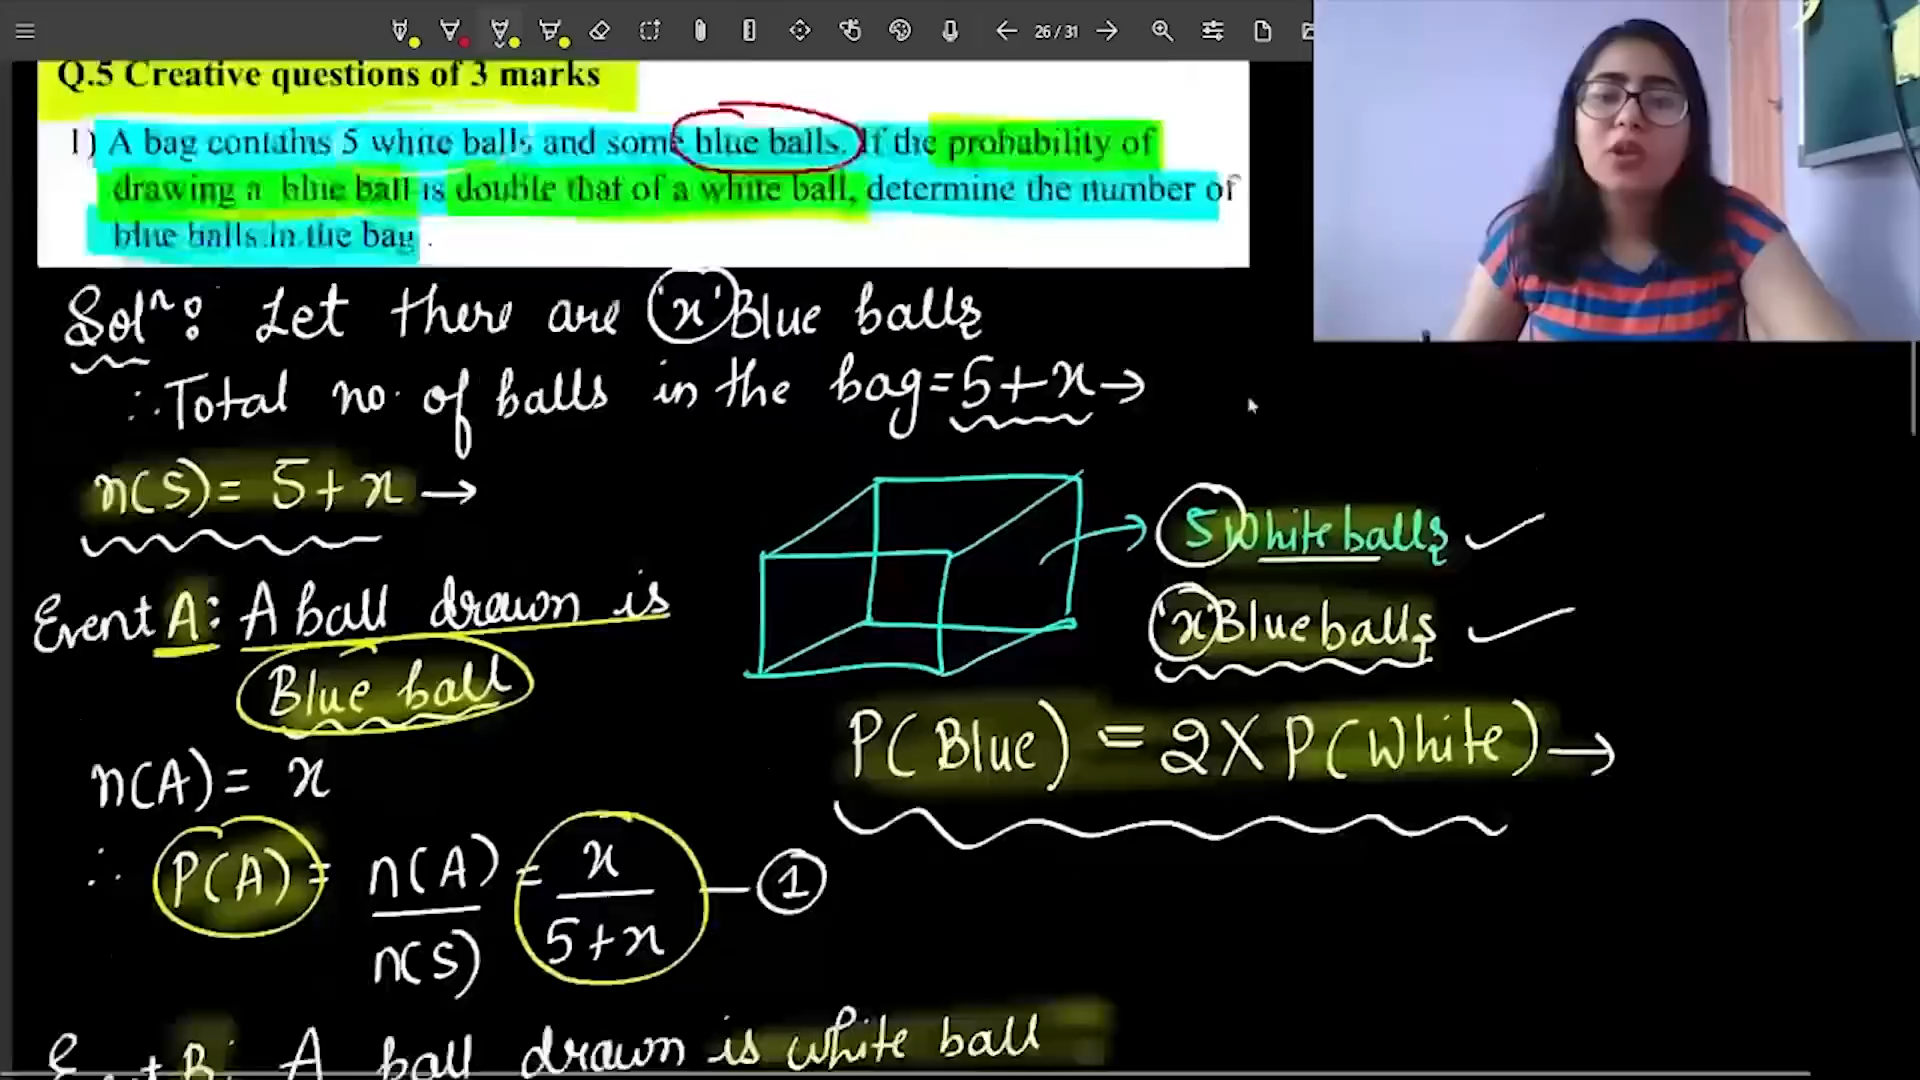 26/31
Q.5 Creative questions of 3 marks
1) A bag contains 5 white balls and some blue balls. If the probability of
drawing a blue ball is double that of a white ball, determine the number of
blue balls in the bag .
Solⁿ: Let there are 'x' Blue balls
∴ Total no. of balls in the bag = 5+x →
n(S) = 5+x →
5 White balls
'x' Blue balls
Event A: A ball drawn is
Blue ball
P(Blue) = 2 X P(White) →
n(A) = x
∴ P(A) = n(A)/n(S) = x/5+x — 1
Event B: A ball drawn is white ball